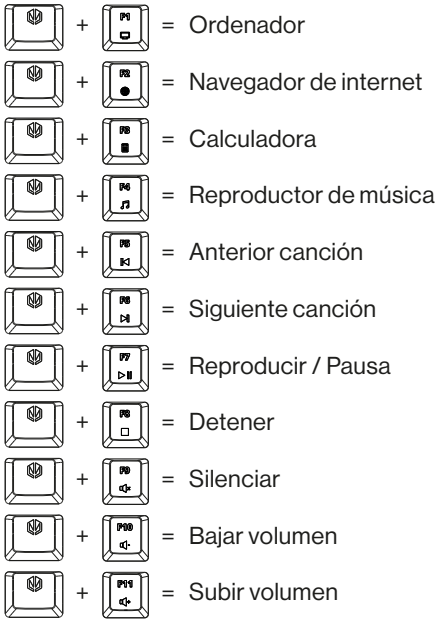 + F1 = Ordenador
+ F2 = Navegador de internet
+ F3 = Calculadora
+ F4 = Reproductor de música
+ F5 = Anterior canción
+ F6 = Siguiente canción
+ F7 = Reproducir / Pausa
+ F8 = Detener
+ F9 = Silenciar
+ F10 = Bajar volumen
+ F11 = Subir volumen